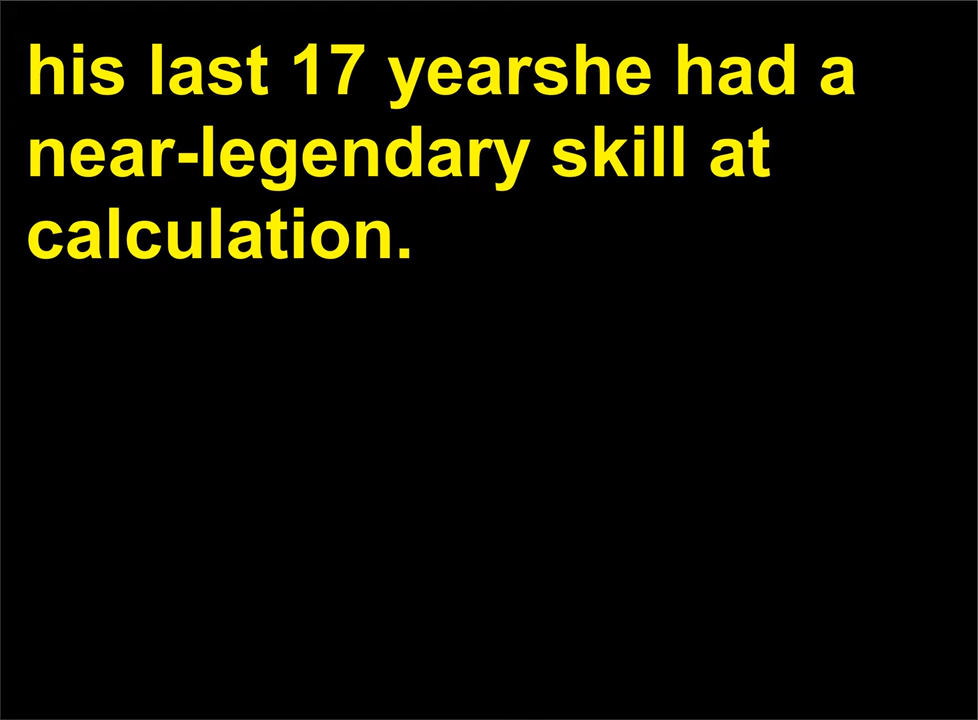 his last 17 yearshe had a
near-legendary skill at
calculation.